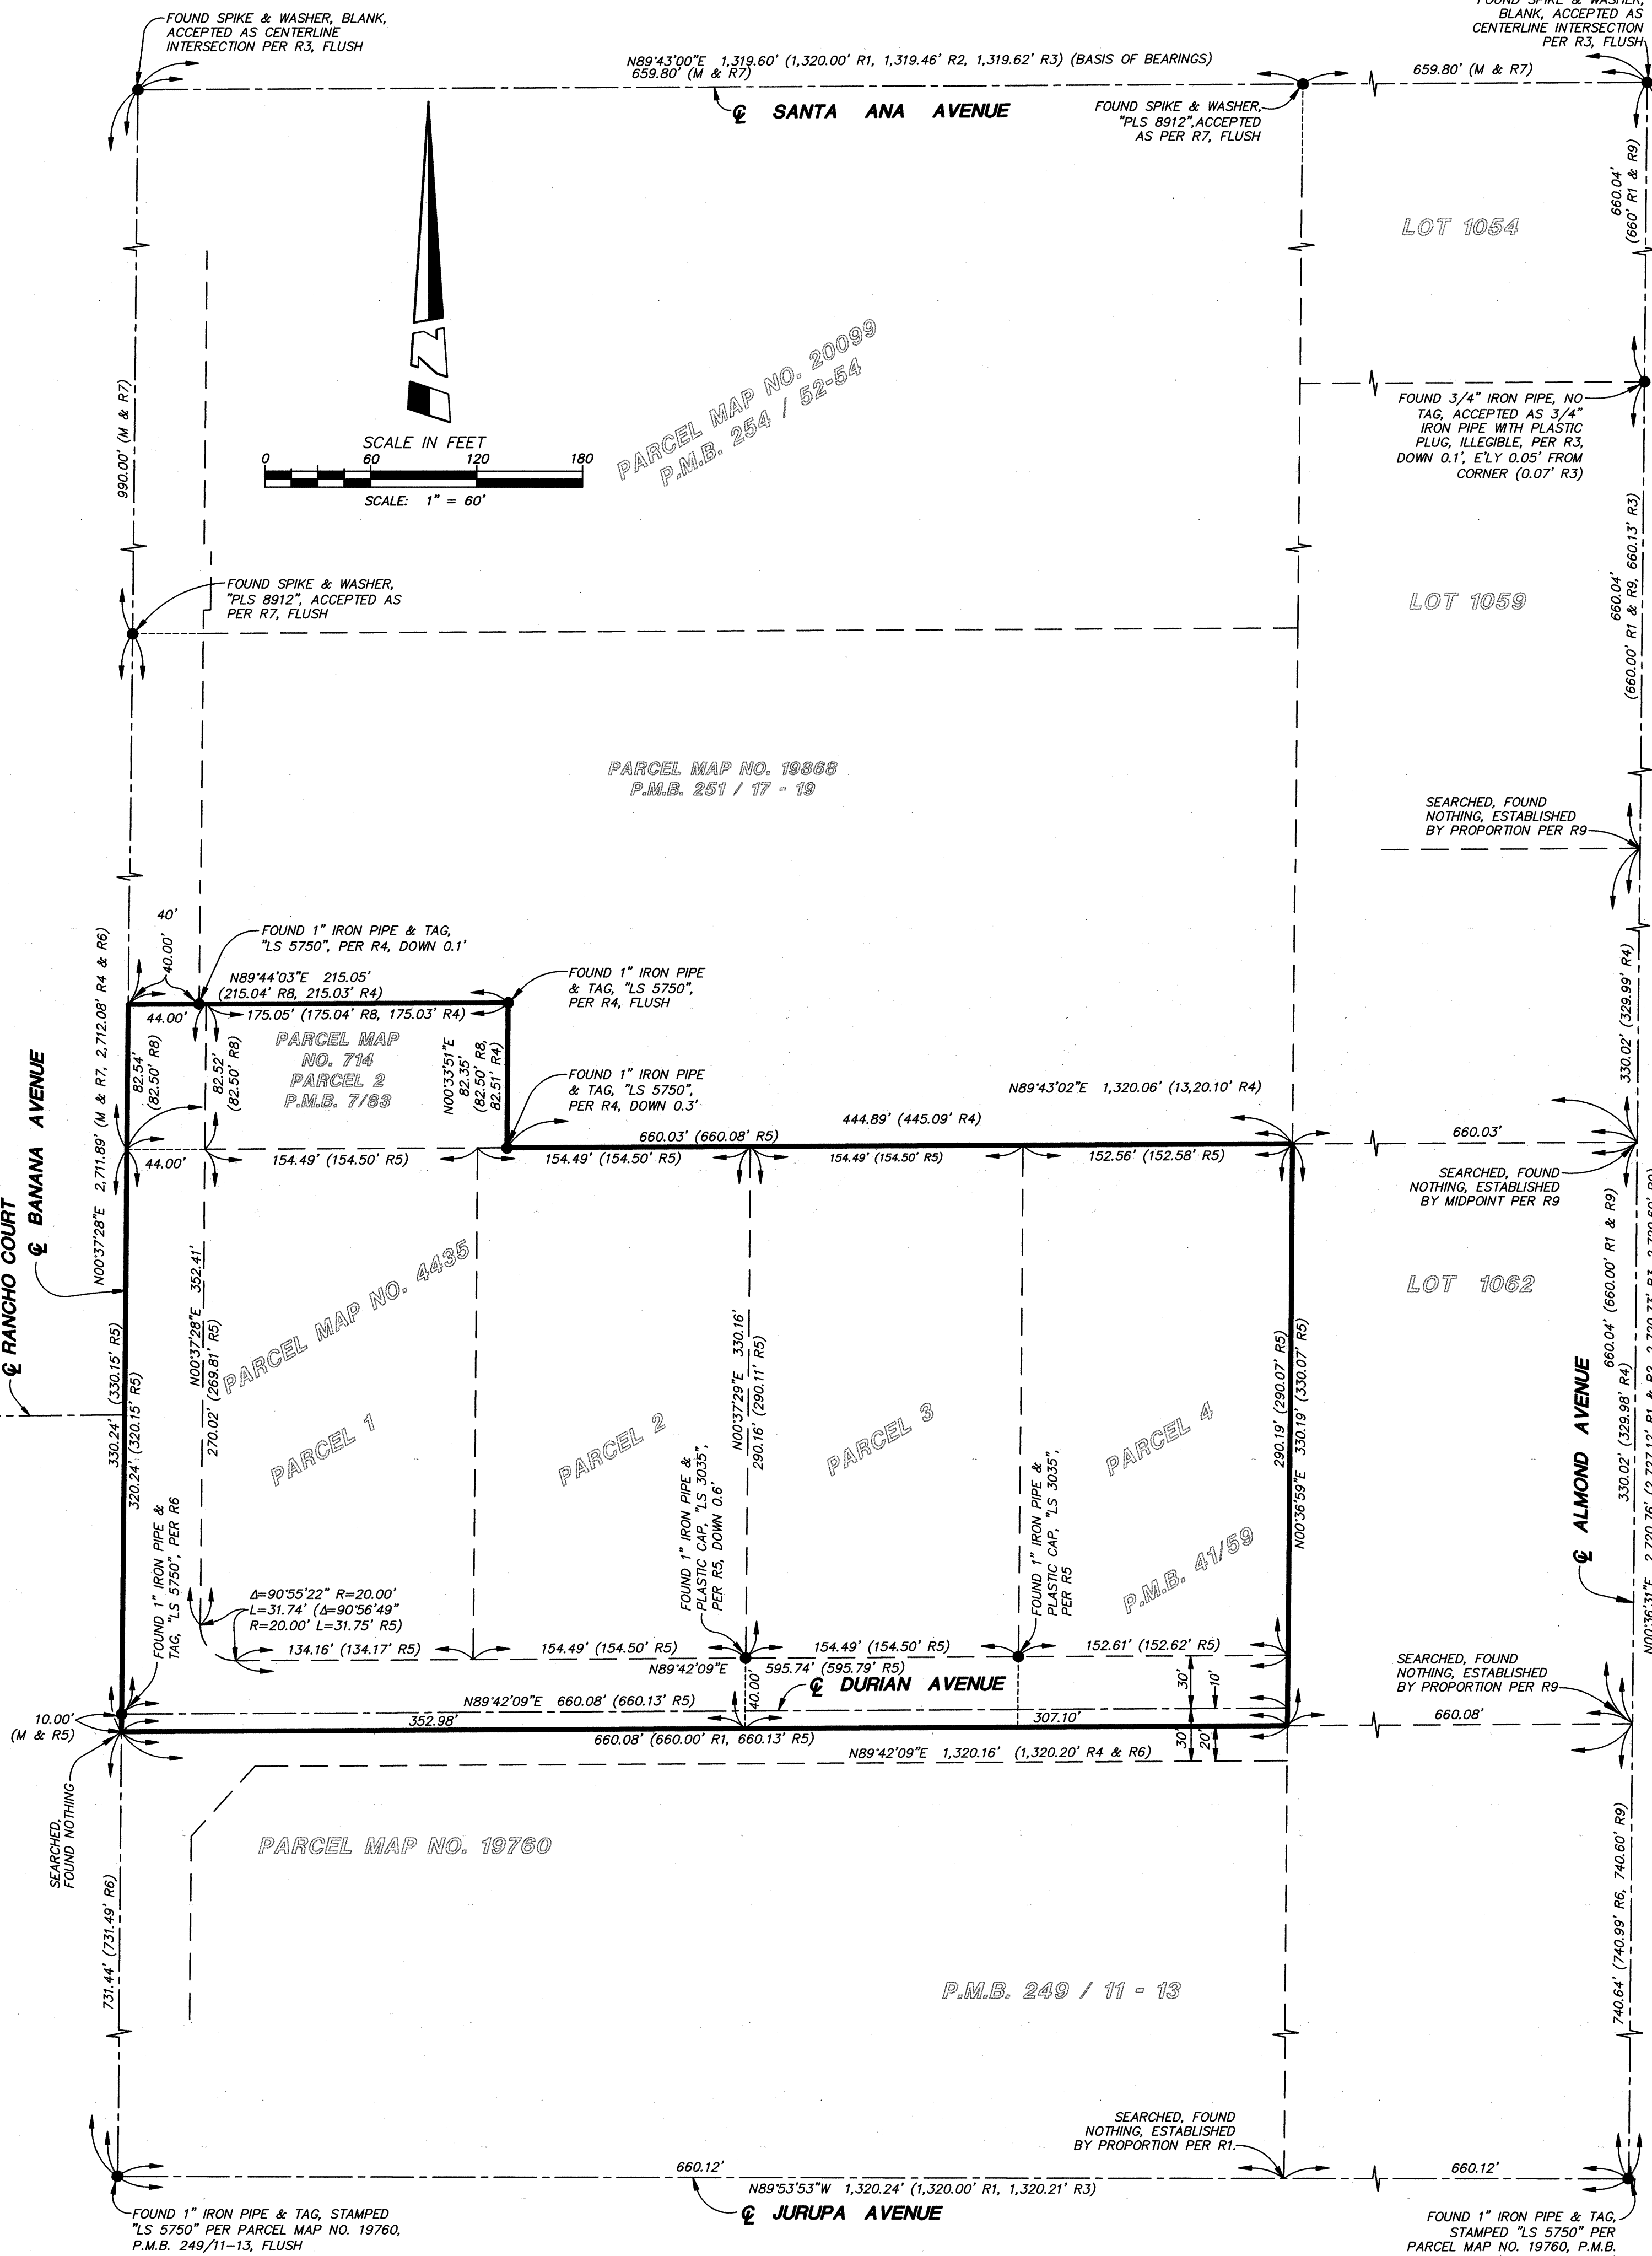 FOUND SPIKE & WASHER, BLANK,
ACCEPTED AS CENTERLINE
INTERSECTION PER R3, FLUSH
FOUND SPIKE & WASHER,
BLANK, ACCEPTED AS
CENTERLINE INTERSECTION
PER R3, FLUSH
N89°43'00"E 1,319.60' (1,320.00' R1, 1,319.46' R2, 1,319.62' R3) (BASIS OF BEARINGS)
659.80' (M & R7)
659.80' (M & R7)
℄ SANTA ANA AVENUE
FOUND SPIKE & WASHER,
"PLS 8912",ACCEPTED
AS PER R7, FLUSH
660.04'
(660' R1 & R9)
LOT 1054
N
PARCEL MAP NO. 20099
P.M.B. 254 / 52-54
990.00' (M & R7)
SCALE IN FEET
0 60 120 180
SCALE: 1" = 60'
FOUND 3/4" IRON PIPE, NO
TAG, ACCEPTED AS 3/4"
IRON PIPE WITH PLASTIC
PLUG, ILLEGIBLE, PER R3,
DOWN 0.1', E'LY 0.05' FROM
CORNER (0.07' R3)
FOUND SPIKE & WASHER,
"PLS 8912", ACCEPTED AS
PER R7, FLUSH
LOT 1059
660.04'
(660.00' R1 & R9, 660.13' R3)
PARCEL MAP NO. 19868
P.M.B. 251 / 17 - 19
SEARCHED, FOUND
NOTHING, ESTABLISHED
BY PROPORTION PER R9
40'
40.00'
FOUND 1" IRON PIPE & TAG,
"LS 5750", PER R4, DOWN 0.1'
N89°44'03"E 215.05'
(215.04' R8, 215.03' R4)
44.00'
175.05' (175.04' R8, 175.03' R4)
FOUND 1" IRON PIPE
& TAG, "LS 5750",
PER R4, FLUSH
330.02' (329.99' R4)
N00°37'28"E 2,711.89' (M & R7, 2,712.08' R4 & R6)
82.54'
(82.50' R8)
82.52'
(82.50' R8)
PARCEL MAP
NO. 714
PARCEL 2
P.M.B. 7/83
N00°33'51"E
82.35'
(82.50' R8,
82.51' R4)
FOUND 1" IRON PIPE
& TAG, "LS 5750",
PER R4, DOWN 0.3'
N89°43'02"E 1,320.06' (13,20.10' R4)
444.89' (445.09' R4)
660.03' (660.08' R5)
660.03'
44.00'
154.49' (154.50' R5)
154.49' (154.50' R5)
154.49' (154.50' R5)
152.56' (152.58' R5)
SEARCHED, FOUND
NOTHING, ESTABLISHED
BY MIDPOINT PER R9
℄ RANCHO COURT
℄ BANANA AVENUE
PARCEL MAP NO. 4435
LOT 1062
330.24' (330.15' R5)
320.24' (320.15' R5)
N00°37'28"E 352.41'
270.02' (269.81' R5)
N00°37'29"E 330.16'
290.16' (290.11' R5)
290.19' (290.07' R5)
N00°36'59"E 330.19' (330.07' R5)
PARCEL 1
PARCEL 2
PARCEL 3
PARCEL 4
P.M.B. 41/59
℄ ALMOND AVENUE
330.02' (329.98' R4)
660.04' (660.00' R1 & R9)
FOUND 1" IRON PIPE &
TAG, "LS 5750", PER R6
FOUND 1" IRON PIPE &
PLASTIC CAP, "LS 3035",
PER R5, DOWN 0.6'
FOUND 1" IRON PIPE &
PLASTIC CAP, "LS 3035",
PER R5
Δ=90°55'22" R=20.00'
L=31.74' (Δ=90°56'49"
R=20.00' L=31.75' R5)
134.16' (134.17' R5)
154.49' (154.50' R5)
154.49' (154.50' R5)
152.61' (152.62' R5)
N89°42'09"E 595.74' (595.79' R5)
40.00'
℄ DURIAN AVENUE
30'
10'
SEARCHED, FOUND
NOTHING, ESTABLISHED
BY PROPORTION PER R9
N89°42'09"E 660.08' (660.13' R5)
10.00'
(M & R5)
352.98'
307.10'
660.08'
660.08' (660.00' R1, 660.13' R5)
30'
20'
N89°42'09"E 1,320.16' (1,320.20' R4 & R6)
SEARCHED,
FOUND NOTHING
PARCEL MAP NO. 19760
731.44' (731.49' R6)
740.64' (740.99' R6, 740.60' R9)
P.M.B. 249 / 11 - 13
SEARCHED, FOUND
NOTHING, ESTABLISHED
BY PROPORTION PER R1.
660.12'
660.12'
N89°53'53"W 1,320.24' (1,320.00' R1, 1,320.21' R3)
℄ JURUPA AVENUE
FOUND 1" IRON PIPE & TAG, STAMPED
"LS 5750" PER PARCEL MAP NO. 19760,
P.M.B. 249/11-13, FLUSH
FOUND 1" IRON PIPE & TAG,
STAMPED "LS 5750" PER
PARCEL MAP NO. 19760, P.M.B.